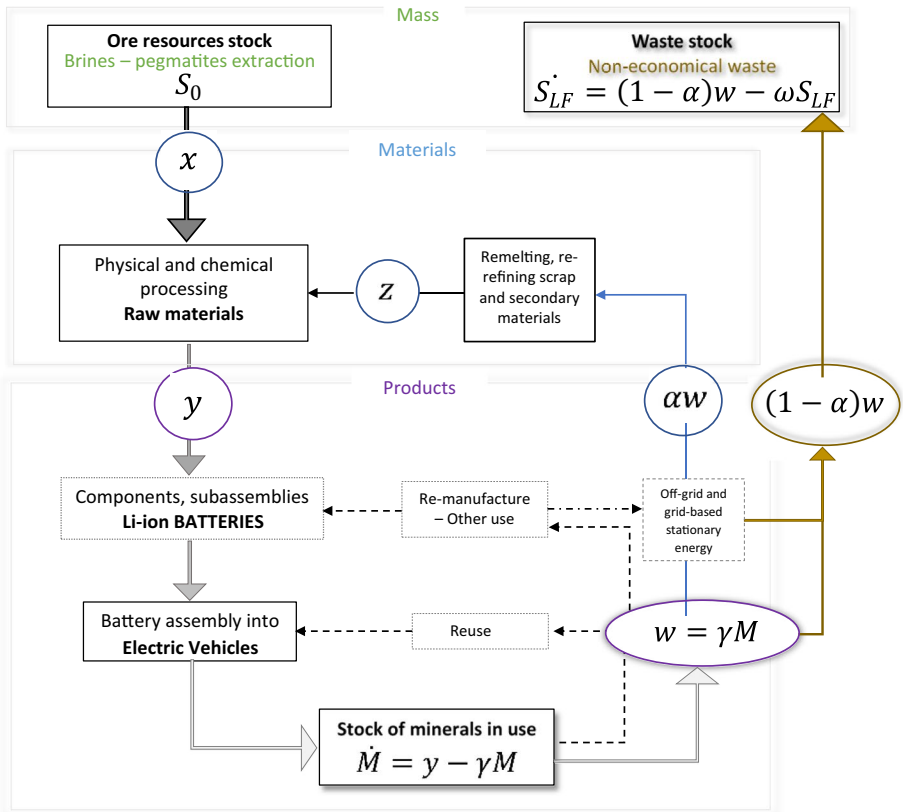 Mass
Ore resources stock
Brines – pegmatites extraction
S₀
Waste stock
Non-economical waste
Ṡ_LF = (1 − α)w − ωS_LF
x
Materials
Physical and chemical
processing
Raw materials
z
Remelting, re-
refining scrap
and secondary
materials
Products
y
αw
(1 − α)w
Components, subassemblies
Li-ion BATTERIES
Re-manufacture
– Other use
Off-grid and
grid-based
stationary
energy
Battery assembly into
Electric Vehicles
Reuse
w = γM
Stock of minerals in use
Ṁ = y − γM